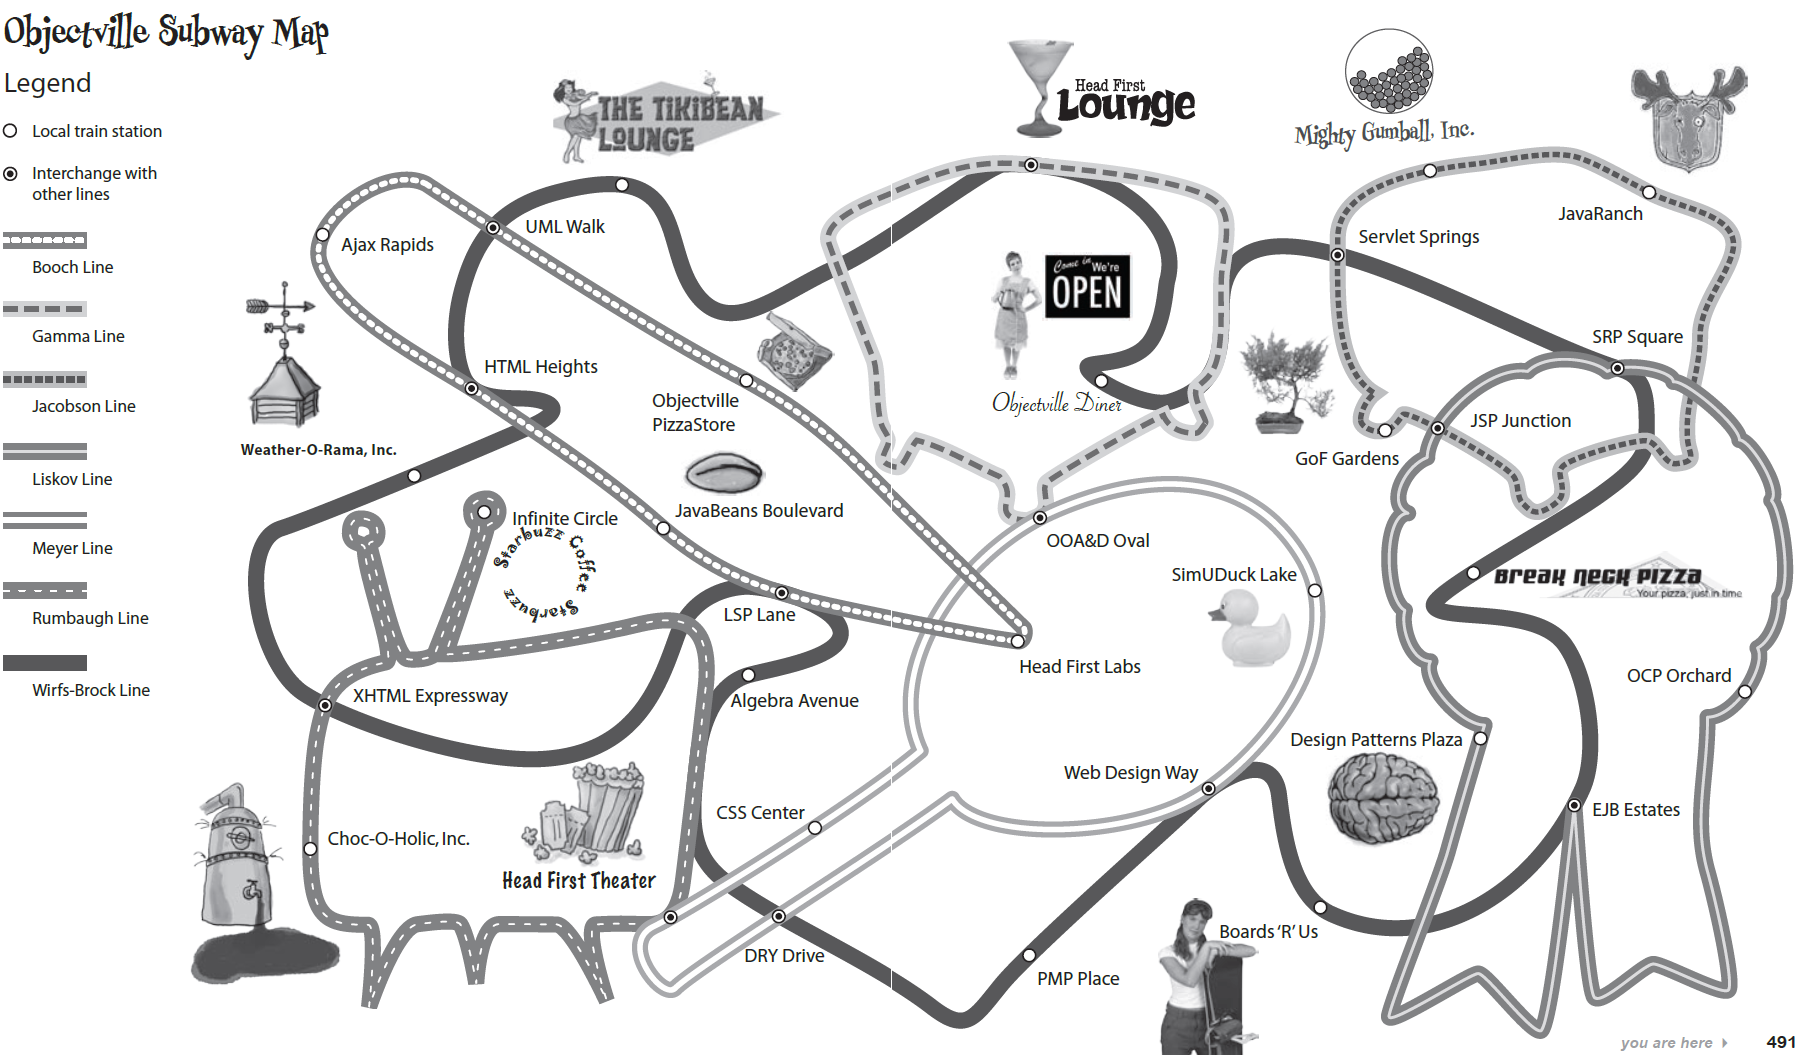 Objectville Subway Map
Legend
Local train station
Interchange with
other lines
Booch Line
Gamma Line
Jacobson Line
Liskov Line
Meyer Line
Rumbaugh Line
Wirfs-Brock Line
THE TIKIBEAN
LOUNGE
Head First
Lounge
Mighty Gumball, Inc.
JavaRanch
UML Walk
Ajax Rapids
Servlet Springs
N
S
Come in
We're
OPEN
SRP Square
HTML Heights
Objectville
PizzaStore
Objectville Diner
JSP Junction
Weather-O-Rama, Inc.
GoF Gardens
JavaBeans Boulevard
Infinite Circle
Starbuzz Coffee
Starbuzz
OOA&D Oval
SimUDuck Lake
BREAK NECK PIZZA
Your pizza, just in time
LSP Lane
Head First Labs
OCP Orchard
XHTML Expressway
Algebra Avenue
Design Patterns Plaza
Web Design Way
CSS Center
EJB Estates
Choc-O-Holic, Inc.
Head First Theater
DRY Drive
Boards ‘R’ Us
PMP Place
you are here
491